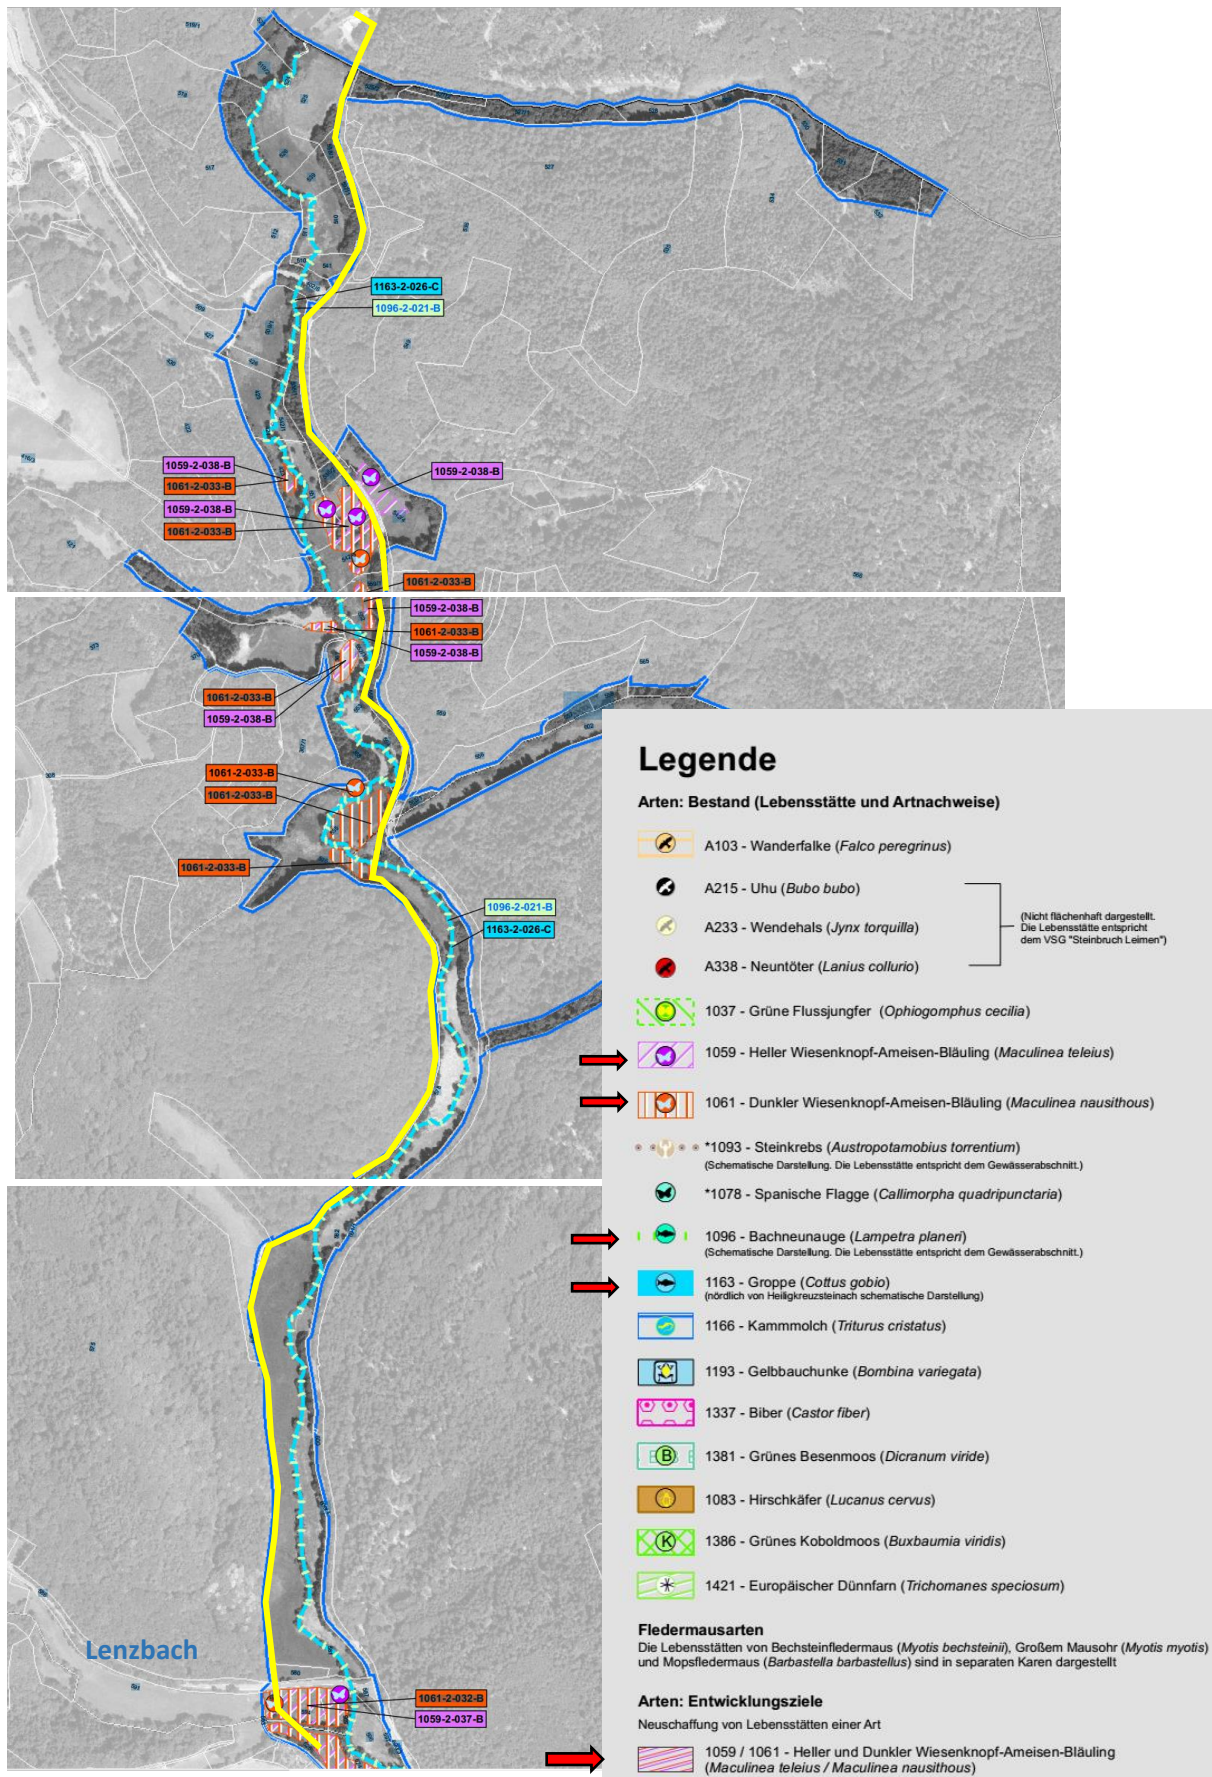 1163-2-026-C
1096-2-021-B
1059-2-038-B
1061-2-033-B
1059-2-038-B
1061-2-033-B
1059-2-038-B
1061-2-033-B
1059-2-038-B
1061-2-033-B
1059-2-038-B
1061-2-033-B
1059-2-038-B
1061-2-033-B
1061-2-033-B
1061-2-033-B
1096-2-021-B
1163-2-026-C
Lenzbach
1061-2-032-B
1059-2-037-B
Legende
Arten: Bestand (Lebensstätte und Artnachweise)
A103 - Wanderfalke (Falco peregrinus)
A215 - Uhu (Bubo bubo)
A233 - Wendehals (Jynx torquilla)
A338 - Neuntöter (Lanius collurio)
(Nicht flächenhaft dargestellt.
Die Lebensstätte entspricht
dem VSG "Steinbruch Leimen")
1037 - Grüne Flussjungfer (Ophiogomphus cecilia)
1059 - Heller Wiesenknopf-Ameisen-Bläuling (Maculinea teleius)
1061 - Dunkler Wiesenknopf-Ameisen-Bläuling (Maculinea nausithous)
*1093 - Steinkrebs (Austropotamobius torrentium)
(Schematische Darstellung. Die Lebensstätte entspricht dem Gewässerabschnitt.)
*1078 - Spanische Flagge (Callimorpha quadripunctaria)
1096 - Bachneunauge (Lampetra planeri)
(Schematische Darstellung. Die Lebensstätte entspricht dem Gewässerabschnitt.)
1163 - Groppe (Cottus gobio)
(nördlich von Heiligkreuzsteinach schematische Darstellung)
1166 - Kammmolch (Triturus cristatus)
1193 - Gelbbauchunke (Bombina variegata)
1337 - Biber (Castor fiber)
B
1381 - Grünes Besenmoos (Dicranum viride)
1083 - Hirschkäfer (Lucanus cervus)
K
1386 - Grünes Koboldmoos (Buxbaumia viridis)
1421 - Europäischer Dünnfarn (Trichomanes speciosum)
Fledermausarten
Die Lebensstätten von Bechsteinfledermaus (Myotis bechsteinii), Großem Mausohr (Myotis myotis)
und Mopsfledermaus (Barbastella barbastellus) sind in separaten Karen dargestellt
Arten: Entwicklungsziele
Neuschaffung von Lebensstätten einer Art
1059 / 1061 - Heller und Dunkler Wiesenknopf-Ameisen-Bläuling
(Maculinea teleius / Maculinea nausithous)